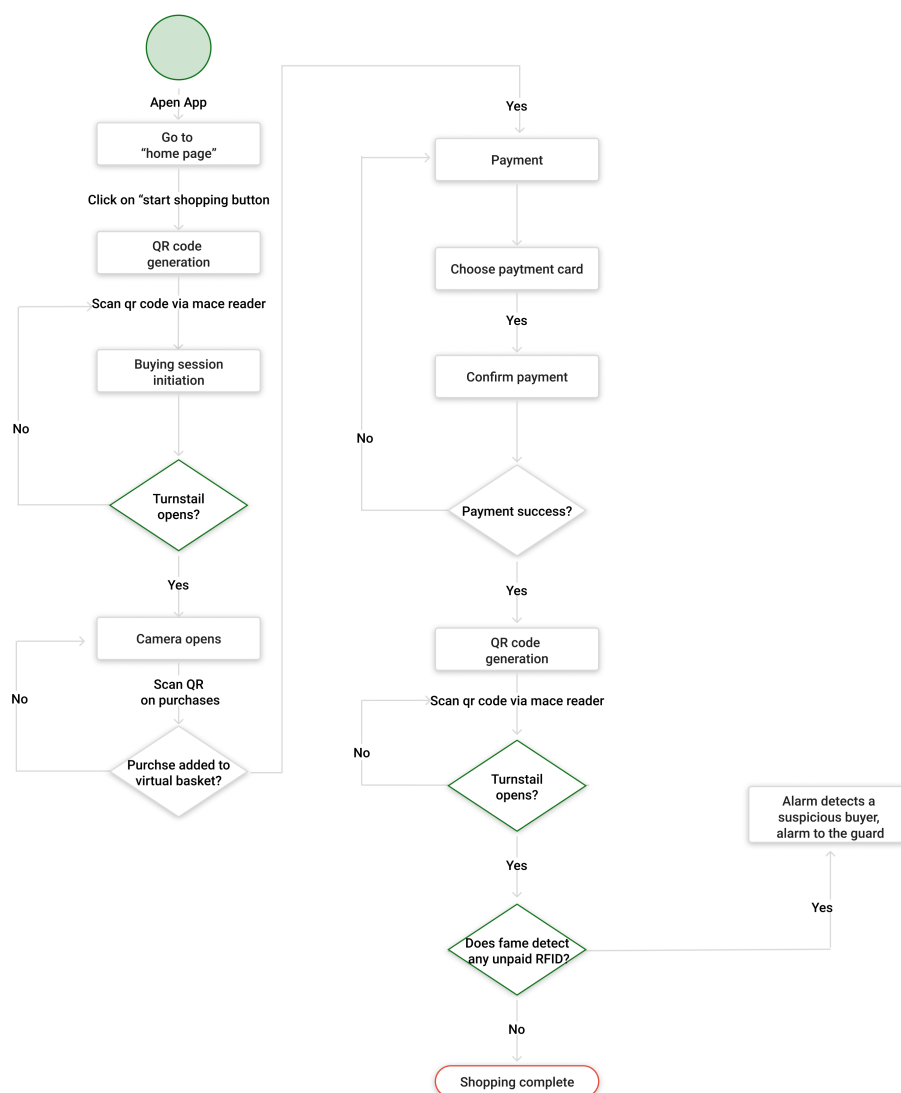 Apen App
Go to
“home page”
Click on “start shopping button
QR code
generation
Scan qr code via mace reader
Buying session
initiation
No
Turnstail
opens?
Yes
Camera opens
Scan QR
on purchases
No
Purchse added to
virtual basket?
Yes
Payment
Choose paytment card
Yes
Confirm payment
No
Payment success?
Yes
QR code
generation
Scan qr code via mace reader
No
Turnstail
opens?
Yes
Does fame detect
any unpaid RFID?
Yes
Alarm detects a
suspicious buyer,
alarm to the guard
No
Shopping complete